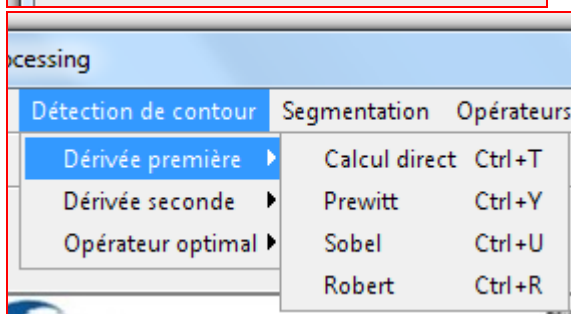 ocessing
Détection de contour Segmentation Opérateurs
Dérivée première Calcul direct Ctrl+T
Dérivée seconde Prewitt Ctrl+Y
Opérateur optimal Sobel Ctrl+U
Robert Ctrl+R